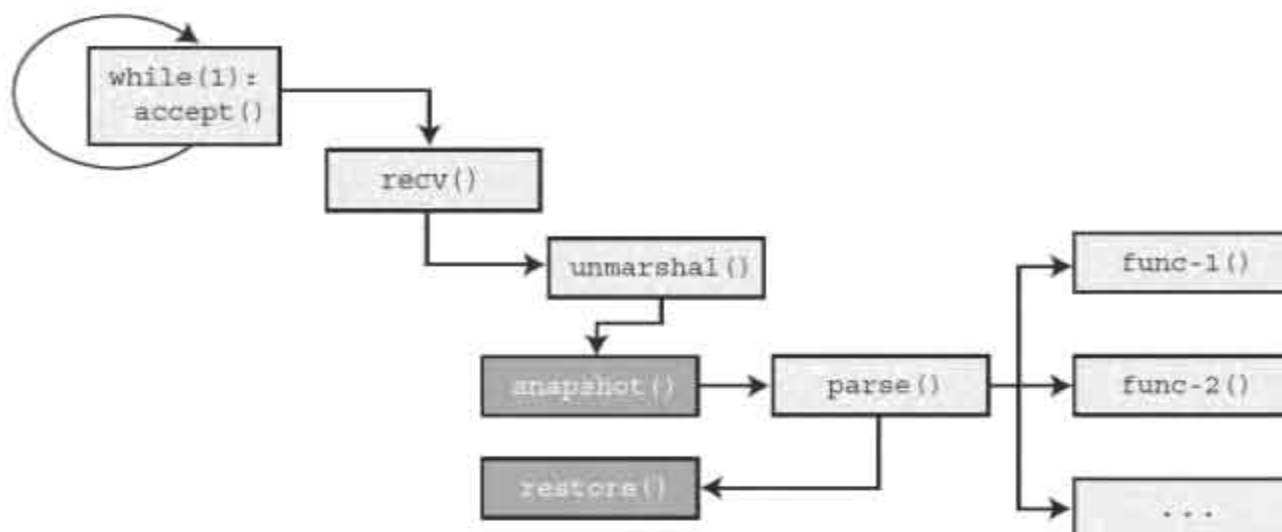 while(1):
accept()
recv()
unmarshal()
func-1()
snapshot()
parse()
func-2()
restore()
...